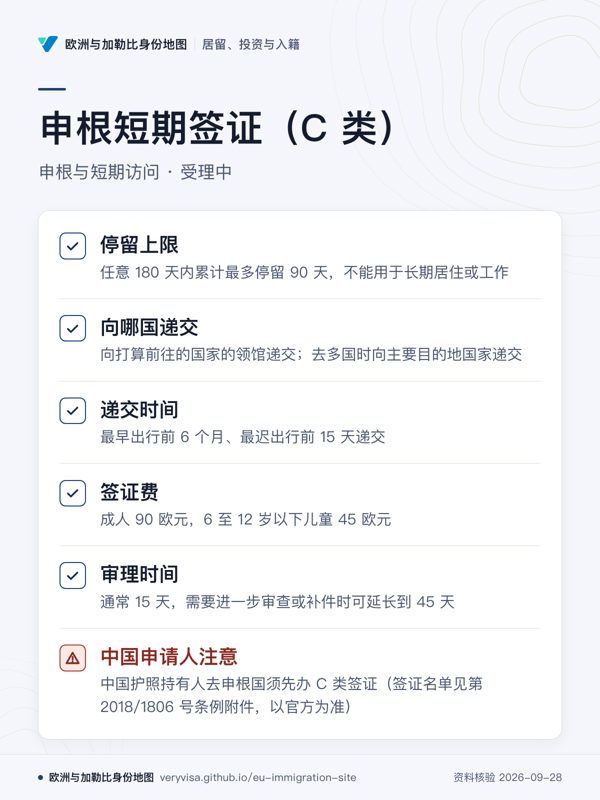 欧洲与加勒比身份地图 居留、投资与入籍
申根短期签证（C 类）
申根与短期访问 · 受理中
停留上限
任意 180 天内累计最多停留 90 天，不能用于长期居住或工作
向哪国递交
向打算前往的国家的领馆递交；去多国时向主要目的地国家递交
递交时间
最早出行前 6 个月、最迟出行前 15 天递交
签证费
成人 90 欧元，6 至 12 岁以下儿童 45 欧元
审理时间
通常 15 天，需要进一步审查或补件时可延长到 45 天
中国申请人注意
中国护照持有人去申根国须先办 C 类签证（签证名单见第
2018/1806 号条例附件，以官方为准）
欧洲与加勒比身份地图 veryvisa.github.io/eu-immigration-site 资料核验 2026-09-28